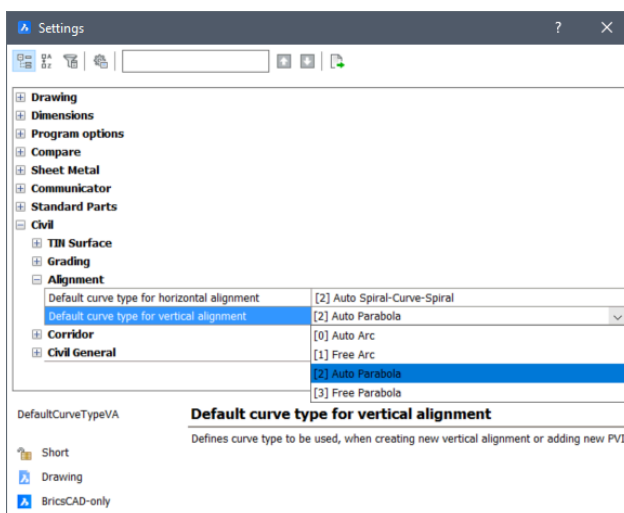 Settings
Drawing
Dimensions
Program options
Compare
Sheet Metal
Communicator
Standard Parts
Civil
TIN Surface
Grading
Alignment
Default curve type for horizontal alignment [2] Auto Spiral-Curve-Spiral
Default curve type for vertical alignment [2] Auto Parabola
[0] Auto Arc
[1] Free Arc
[2] Auto Parabola
[3] Free Parabola
Corridor
Civil General
DefaultCurveTypeVA
Default curve type for vertical alignment
Defines curve type to be used, when creating new vertical alignment or adding new PVI
Short
Drawing
BricsCAD-only